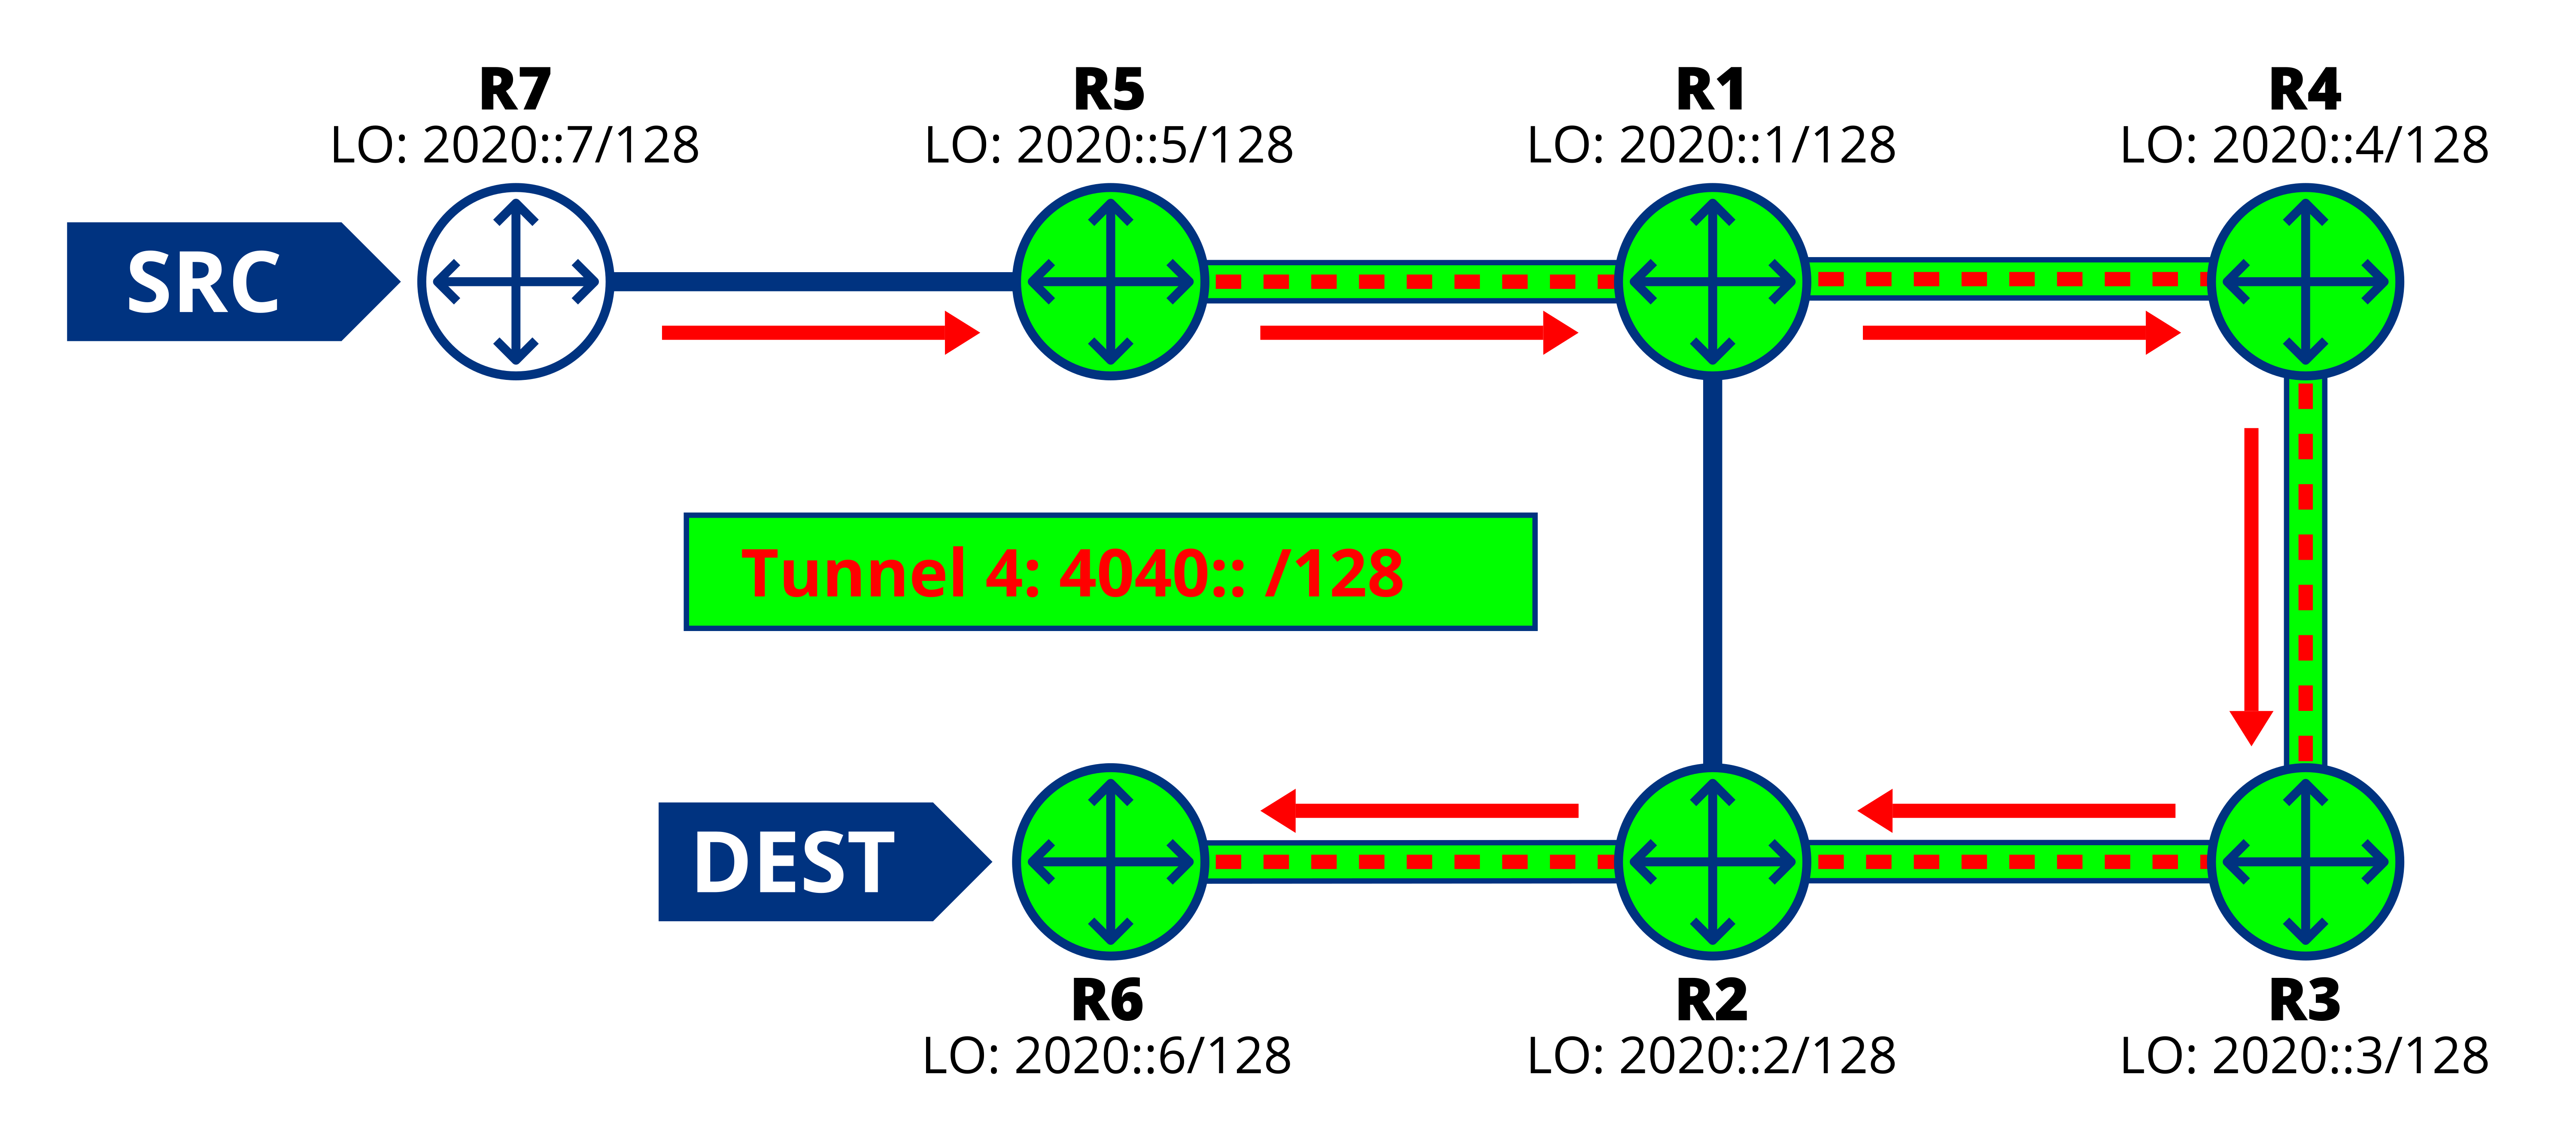 R7
LO: 2020::7/128
R5
LO: 2020::5/128
R1
LO: 2020::1/128
R4
LO: 2020::4/128
SRC
Tunnel 4: 4040:: /128
DEST
R6
LO: 2020::6/128
R2
LO: 2020::2/128
R3
LO: 2020::3/128